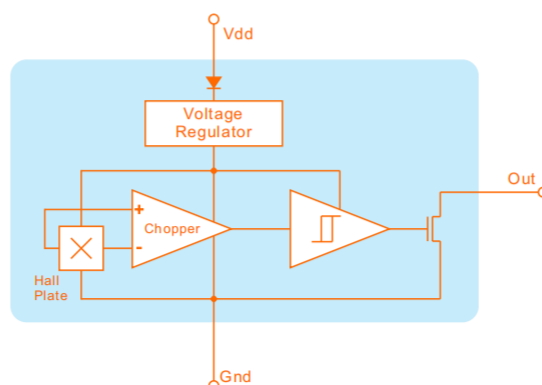 Vdd
Voltage
Regulator
Out
+
Chopper
-
Hall
Plate
Gnd